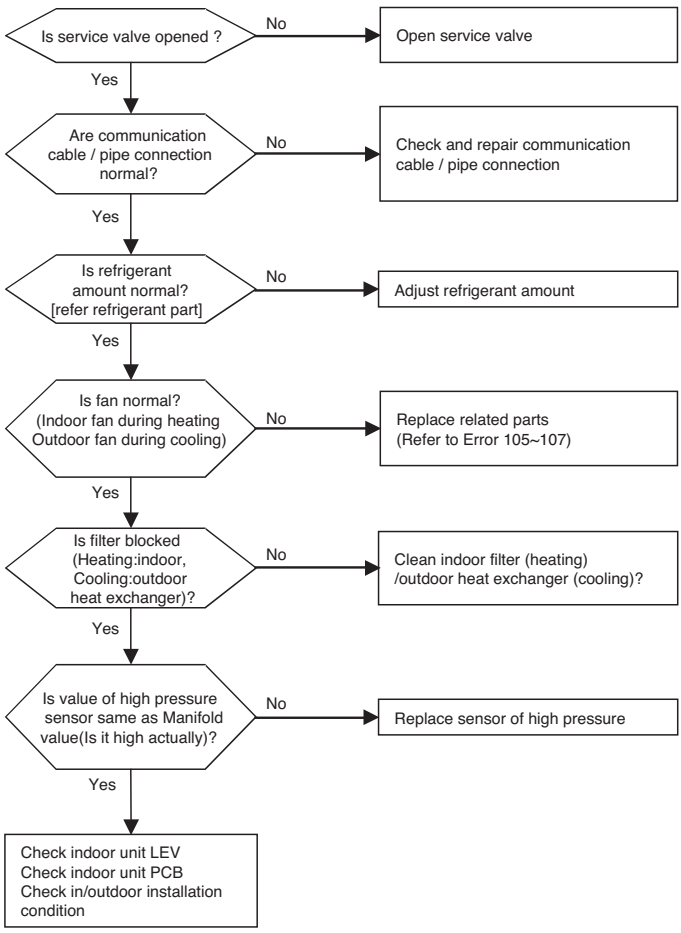 Is service valve opened ?
No
Open service valve
Yes
Are communication
cable / pipe connection
normal?
No
Check and repair communication
cable / pipe connection
Yes
Is refrigerant
amount normal?
[refer refrigerant part]
No
Adjust refrigerant amount
Yes
Is fan normal?
(Indoor fan during heating
Outdoor fan during cooling)
No
Replace related parts
(Refer to Error 105~107)
Yes
Is filter blocked
(Heating:indoor,
Cooling:outdoor
heat exchanger)?
No
Clean indoor filter (heating)
/outdoor heat exchanger (cooling)?
Yes
Is value of high pressure
sensor same as Manifold
value(Is it high actually)?
No
Replace sensor of high pressure
Yes
Check indoor unit LEV
Check indoor unit PCB
Check in/outdoor installation
condition